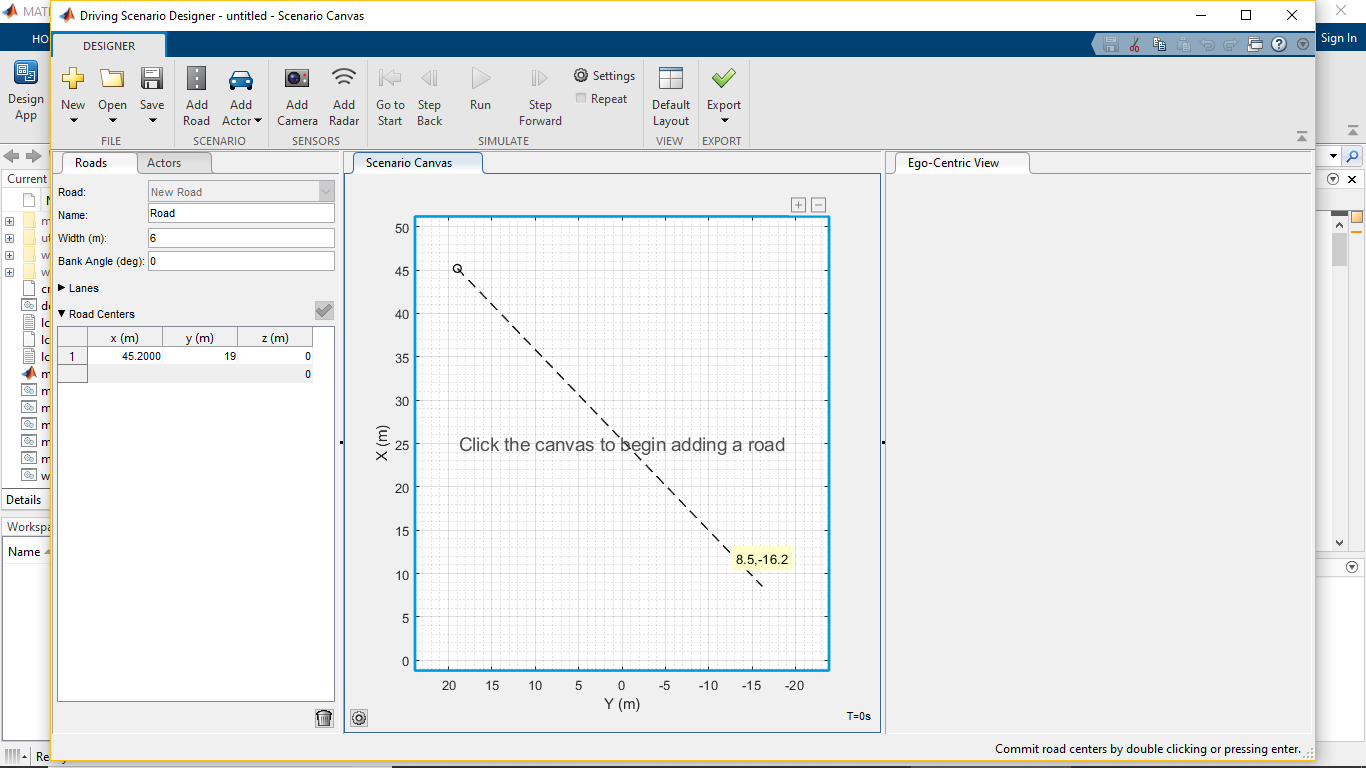 MAT
Driving Scenario Designer - untitled - Scenario Canvas
HO
DESIGNER
Sign In
Design App
New
Open
Save
Add Road
Add Actor
Add Camera
Add Radar
Go to Start
Step Back
Run
Step Forward
Settings
Repeat
Default Layout
Export
FILE
SCENARIO
SENSORS
SIMULATE
VIEW
EXPORT
Current
Roads
Actors
Scenario Canvas
Ego-Centric View
Road:
New Road
Name:
Road
Width (m):
6
Bank Angle (deg):
0
Lanes
Road Centers
x (m) y (m) z (m)
1 45.2000 19 0
0
50
45
40
35
30
25
20
15
10
5
0
X (m)
Click the canvas to begin adding a road
8.5,-16.2
20 15 10 5 0 -5 -10 -15 -20
Y (m)
T=0s
Details
Workspa
Name
Commit road centers by double clicking or pressing enter.